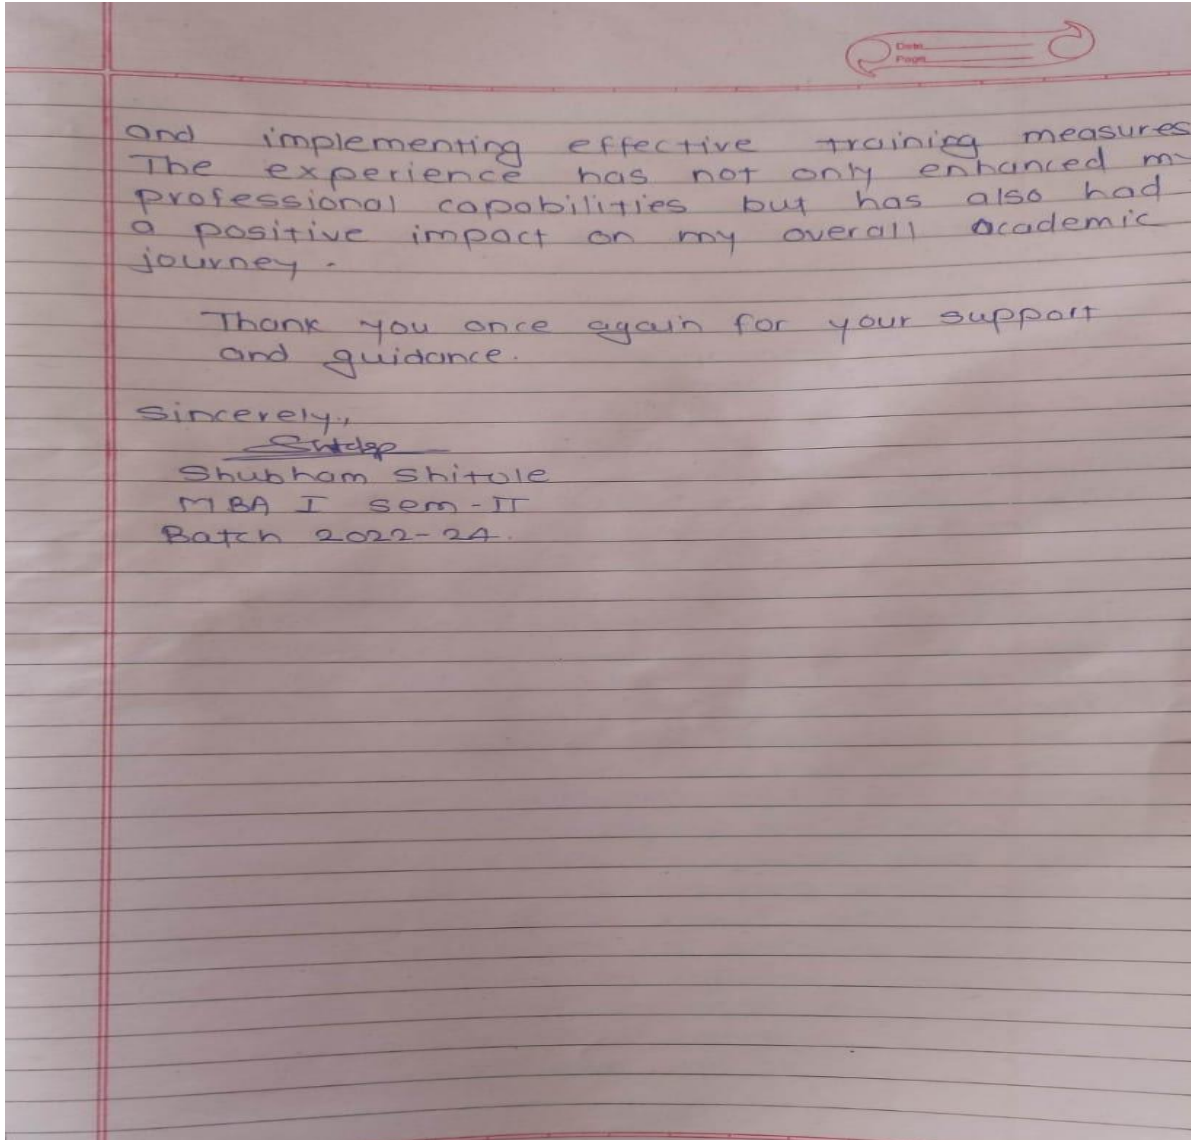 Date
Page
and implementing effective training measures
The experience has not only enhanced my
professional capabilities but has also had
a positive impact on my overall academic
journey.
Thank you once again for your support
and guidance.
Sincerely,
Shubham Shitole
MBA I sem-II
Batch 2022-24.